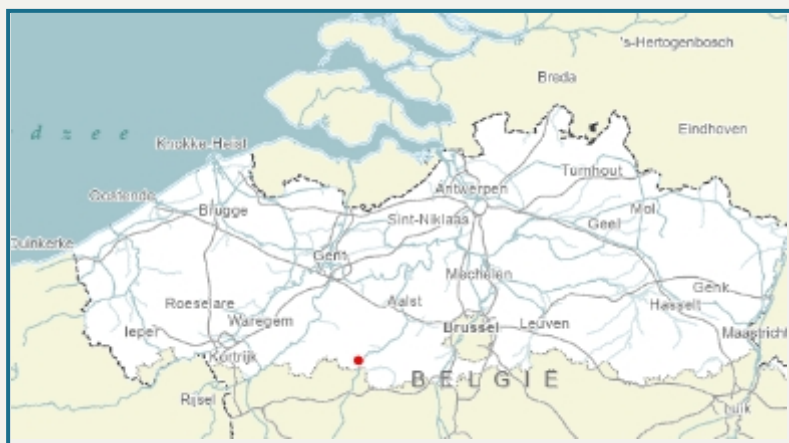 's-Hertogenbosch
Breda
dzee
Eindhoven
Knokke-Heist
Turnhout
Antwerpen
Oostende
Brugge
Sint-Niklaas
Mol
Geel
Duinkerke
Gent
Mechelen
Genk
Roeselare
Aalst
Hasselt
Ieper
Waregem
Brussel
Leuven
Maastricht
Kortrijk
BELGIË
Rijsel
Luik